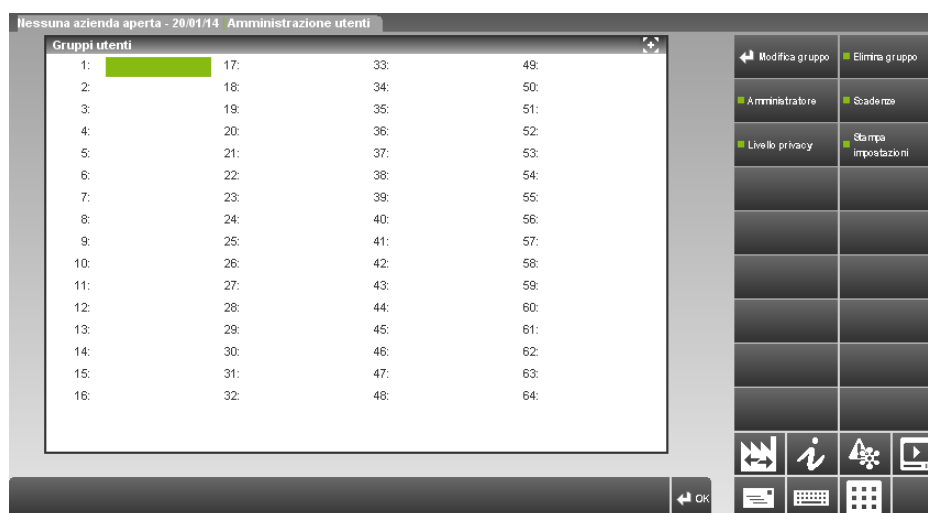 Nessuna azienda aperta - 20/01/14 Amministrazione utenti
Gruppi utenti
1: 17: 33: 49:
2: 18: 34: 50:
3: 19: 35: 51:
4: 20: 36: 52:
5: 21: 37: 53:
6: 22: 38: 54:
7: 23: 39: 55:
8: 24: 40: 56:
9: 25: 41: 57:
10: 26: 42: 58:
11: 27: 43: 59:
12: 28: 44: 60:
13: 29: 45: 61:
14: 30: 46: 62:
15: 31: 47: 63:
16: 32: 48: 64:
Modifica gruppo
Elimina gruppo
Amministratore
Scadenze
Livello privacy
Stampa
impostazioni
OK